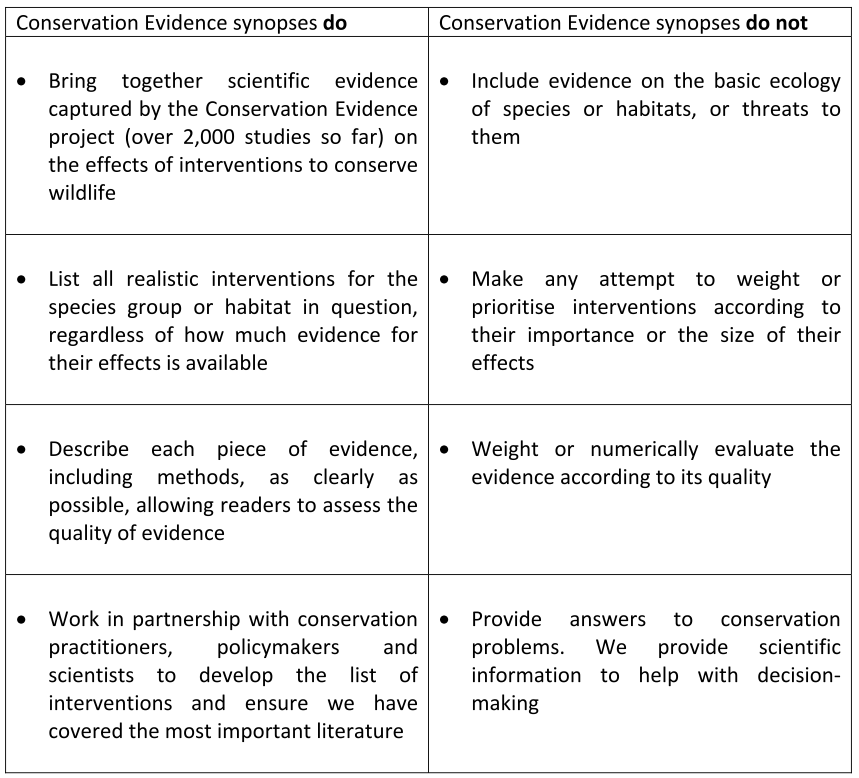 Conservation Evidence synopses do
Conservation Evidence synopses do not
• Bring together scientific evidence
captured by the Conservation Evidence
project (over 2,000 studies so far) on
the effects of interventions to conserve
wildlife
• Include evidence on the basic ecology
of species or habitats, or threats to
them
• List all realistic interventions for the
species group or habitat in question,
regardless of how much evidence for
their effects is available
• Make any attempt to weight or
prioritise interventions according to
their importance or the size of their
effects
• Describe each piece of evidence,
including methods, as clearly as
possible, allowing readers to assess the
quality of evidence
• Weight or numerically evaluate the
evidence according to its quality
• Work in partnership with conservation
practitioners, policymakers and
scientists to develop the list of
interventions and ensure we have
covered the most important literature
• Provide answers to conservation
problems. We provide scientific
information to help with decision-
making